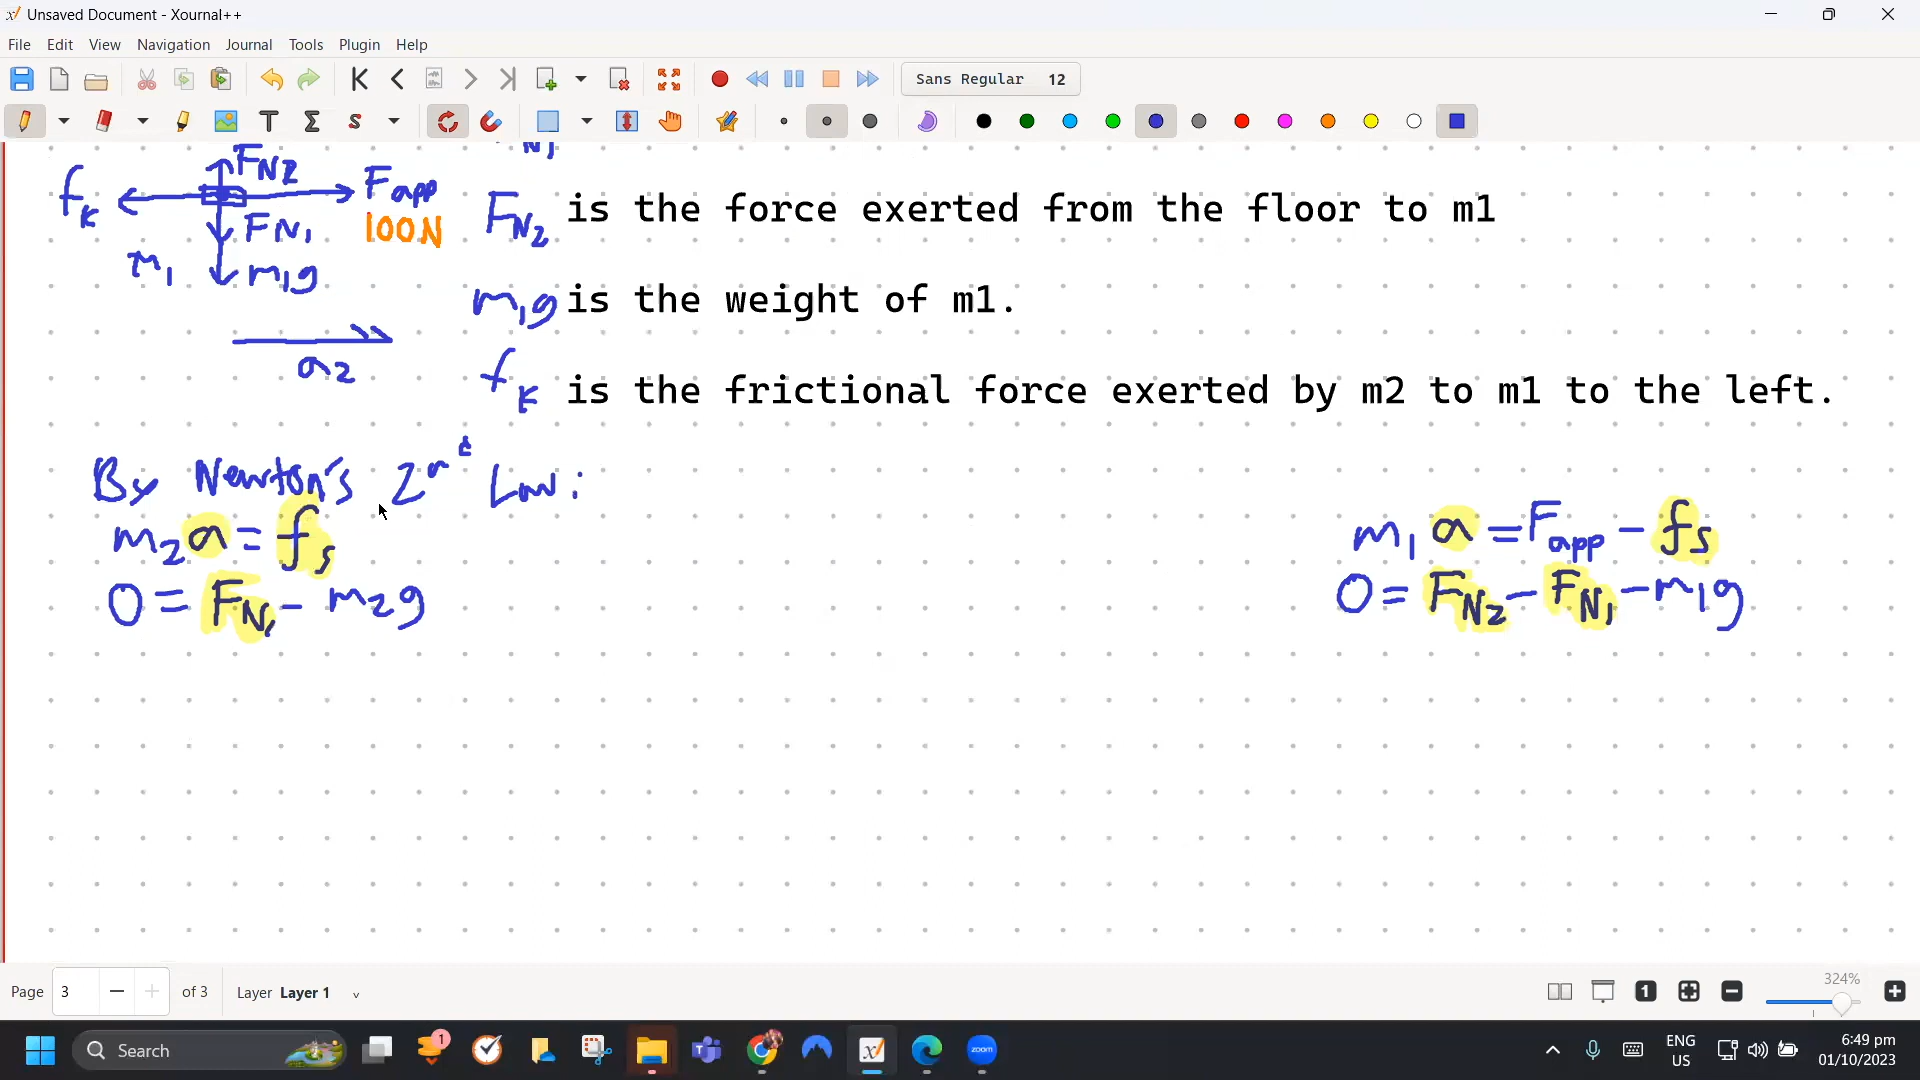 Unsaved Document - Xournal++
File Edit View Navigation Journal Tools Plugin Help
Sans Regular 12
N1
FN2
fk
Fapp
FN1
100N
m1
m1g
a2
FN2 is the force exerted from the floor to m1
m1g is the weight of m1.
fk is the frictional force exerted by m2 to m1 to the left.
By Newton's 2nd Law:
m2a = fs
0 = FN1 - m2g
m1a = Fapp - fs
0 = FN2 - FN1 - m1g
Page 3 of 3 Layer Layer 1
324%
Search
1
zoom
ENG
US
6:49 pm
01/10/2023